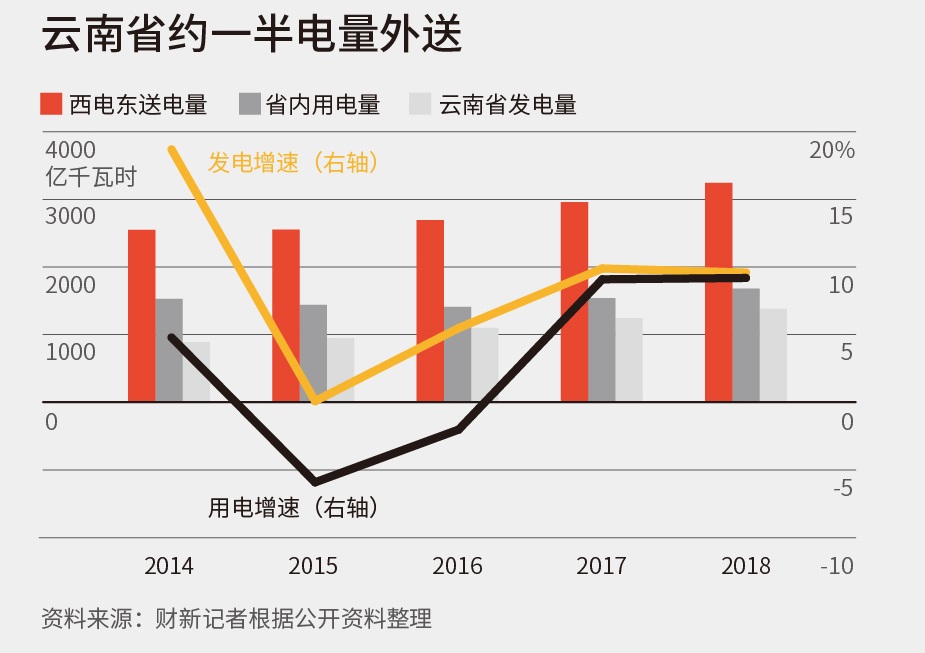 云南省约一半电量外送
西电东送电量 省内用电量 云南省发电量
4000 20%
亿千瓦时
发电增速（右轴）
3000 15
2000 10
1000 5
0 0
-5
用电增速（右轴）
2014 2015 2016 2017 2018 -10
资料来源：财新记者根据公开资料整理